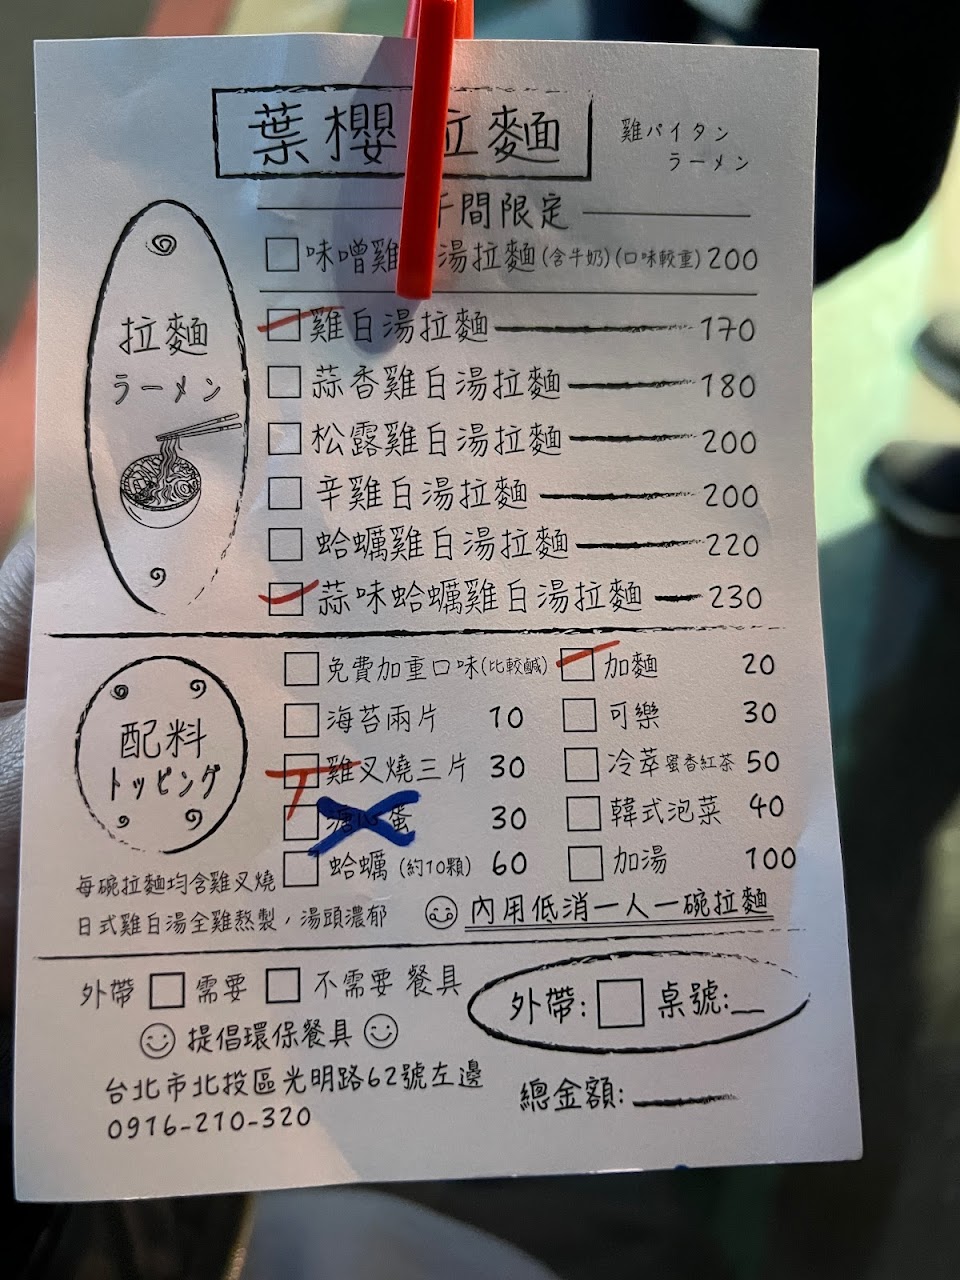 葉櫻拉麵
雞パイタン
ラーメン
間限定
味噌雞 湯拉麵(含牛奶)(口味較重)200
拉麵
ラーメン
雞白湯拉麵 170
蒜香雞白湯拉麵 180
松露雞白湯拉麵 200
辛雞白湯拉麵 200
蛤蠣雞白湯拉麵 220
蒜味蛤蠣雞白湯拉麵 230
配料
トッピング
免費加重口味(比較鹹) 加麵 20
海苔兩片 10 可樂 30
雞叉燒三片 30 冷萃蜜香紅茶 50
溏心蛋 30 韓式泡菜 40
蛤蠣(約10顆) 60 加湯 100
每碗拉麵均含雞叉燒
日式雞白湯全雞熬製,湯頭濃郁
內用低消一人一碗拉麵
外帶 需要 不需要 餐具
提倡環保餐具
外帶: 桌號:
台北市北投區光明路62號左邊
0916-210-320
總金額: